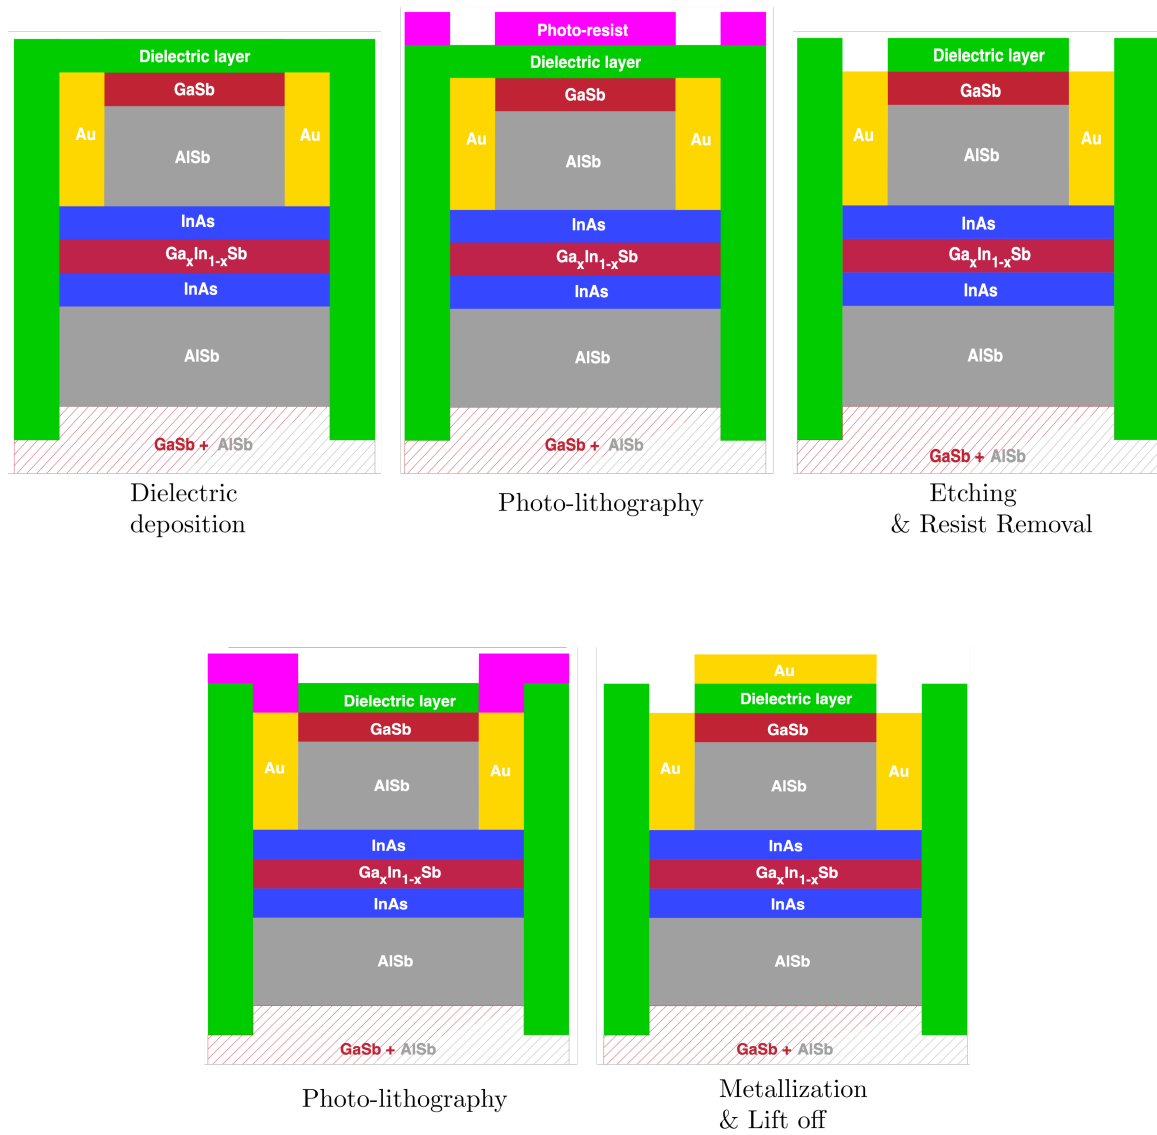 Dielectric layer
GaSb
Au
Au
AlSb
InAs
GaxIn1-xSb
InAs
AlSb
GaSb + AlSb
Dielectric
deposition
Photo-resist
Dielectric layer
GaSb
Au
Au
AlSb
InAs
GaxIn1-xSb
InAs
AlSb
GaSb + AlSb
Photo-lithography
Dielectric layer
GaSb
Au
Au
AlSb
InAs
GaxIn1-xSb
InAs
AlSb
GaSb + AlSb
Etching
& Resist Removal
Dielectric layer
GaSb
Au
Au
AlSb
InAs
GaxIn1-xSb
InAs
AlSb
GaSb + AlSb
Photo-lithography
Au
Dielectric layer
GaSb
Au
Au
AlSb
InAs
GaxIn1-xSb
InAs
AlSb
GaSb + AlSb
Metallization
& Lift off